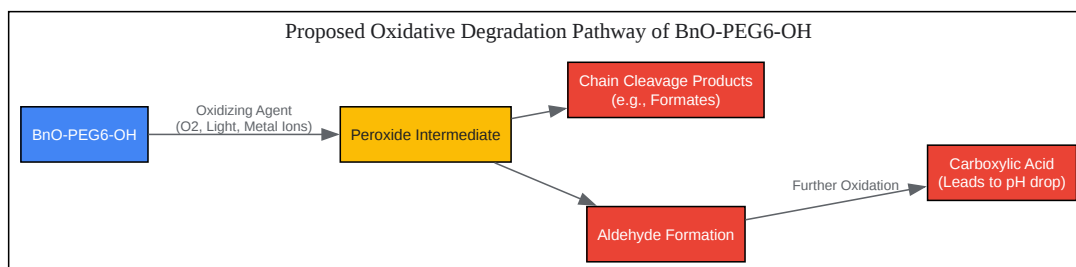 Proposed Oxidative Degradation Pathway of BnO-PEG6-OH
BnO-PEG6-OH
Oxidizing Agent
(O2, Light, Metal Ions)
Peroxide Intermediate
Chain Cleavage Products
(e.g., Formates)
Aldehyde Formation
Further Oxidation
Carboxylic Acid
(Leads to pH drop)